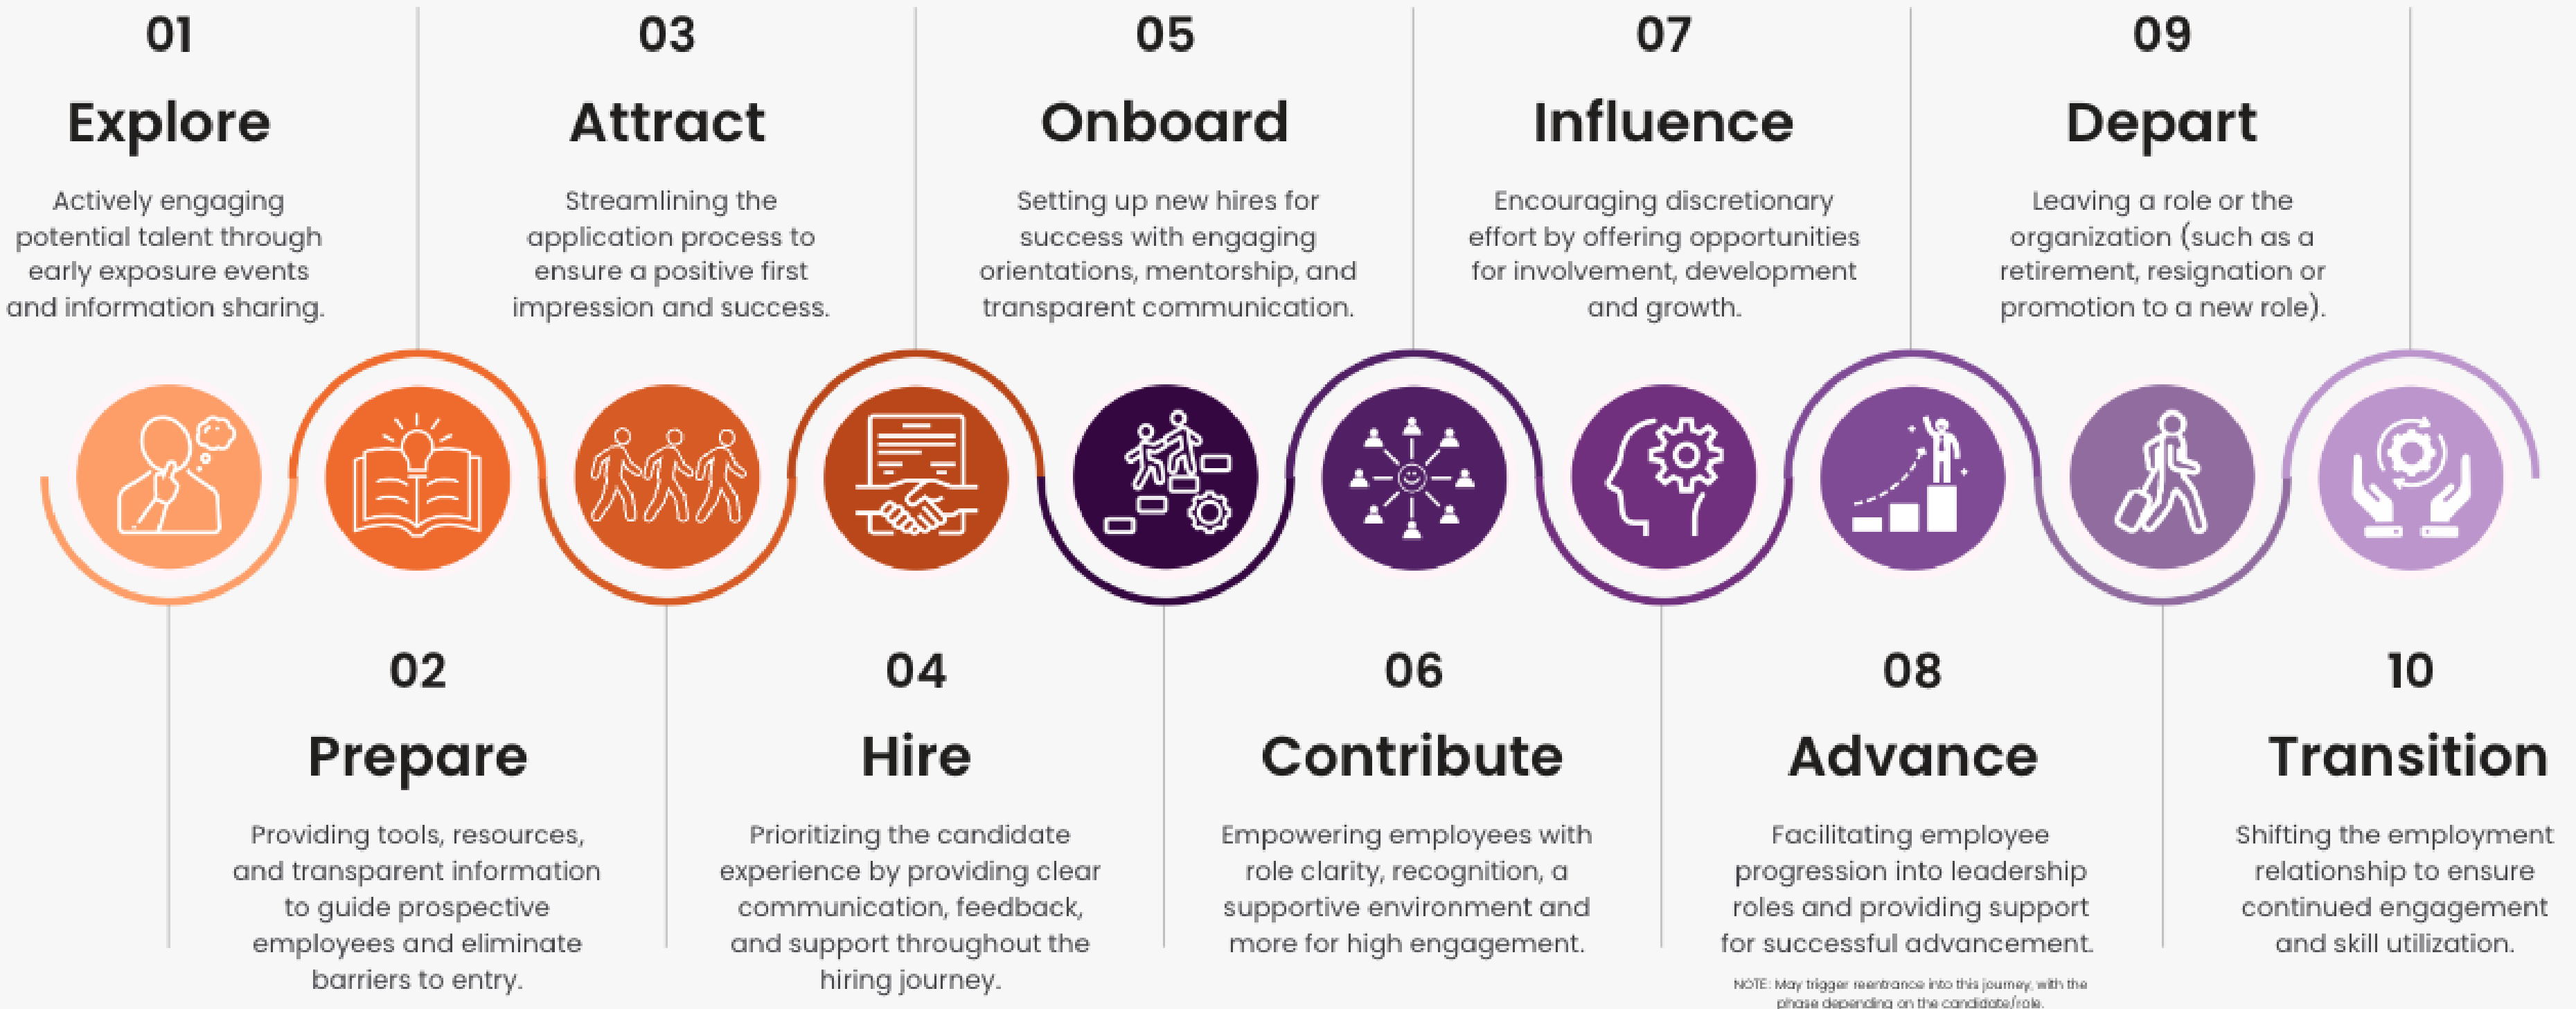 01
Explore
Actively engaging
potential talent through
early exposure events
and information sharing.
03
Attract
Streamlining the
application process to
ensure a positive first
impression and success.
05
Onboard
Setting up new hires for
success with engaging
orientations, mentorship, and
transparent communication.
07
Influence
Encouraging discretionary
effort by offering opportunities
for involvement, development
and growth.
09
Depart
Leaving a role or the
organization (such as a
retirement, resignation or
promotion to a new role).
02
Prepare
Providing tools, resources,
and transparent information
to guide prospective
employees and eliminate
barriers to entry.
04
Hire
Prioritizing the candidate
experience by providing clear
communication, feedback,
and support throughout the
hiring journey.
06
Contribute
Empowering employees with
role clarity, recognition, a
supportive environment and
more for high engagement.
08
Advance
Facilitating employee
progression into leadership
roles and providing support
for successful advancement.
NOTE: May trigger reentrance into this journey, with the
phase depending on the candidate/role.
10
Transition
Shifting the employment
relationship to ensure
continued engagement
and skill utilization.